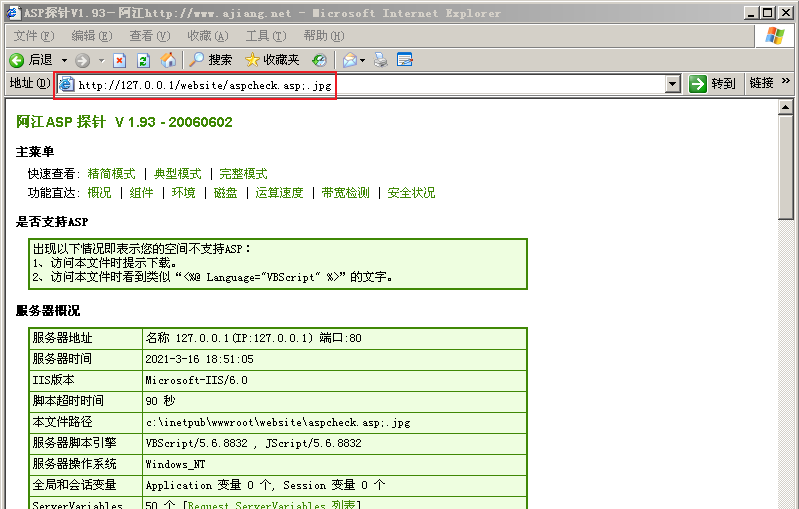 ASP探针V1.93－阿江http://www.ajiang.net - Microsoft Internet Explorer
文件(F) 编辑(E) 查看(V) 收藏(A) 工具(T) 帮助(H)
后退 搜索 收藏夹
地址(D) http://127.0.0.1/website/aspcheck.asp;.jpg 转到 链接 »
阿江ASP 探针 V 1.93 - 20060602
主菜单
快速查看: 精简模式 | 典型模式 | 完整模式
功能直达: 概况 | 组件 | 环境 | 磁盘 | 运算速度 | 带宽检测 | 安全状况
是否支持ASP
出现以下情况即表示您的空间不支持ASP：
1、访问本文件时提示下载。
2、访问本文件时看到类似“<%@ Language="VBScript" %>”的文字。
服务器概况
服务器地址 名称 127.0.0.1(IP:127.0.0.1) 端口:80
服务器时间 2021-3-16 18:51:05
IIS版本 Microsoft-IIS/6.0
脚本超时时间 90 秒
本文件路径 c:\inetpub\wwwroot\website\aspcheck.asp;.jpg
服务器脚本引擎 VBScript/5.6.8832 , JScript/5.6.8832
服务器操作系统 Windows_NT
全局和会话变量 Application 变量 0 个, Session 变量 0 个
ServerVariables 50 个 [Request.ServerVariables 列表]